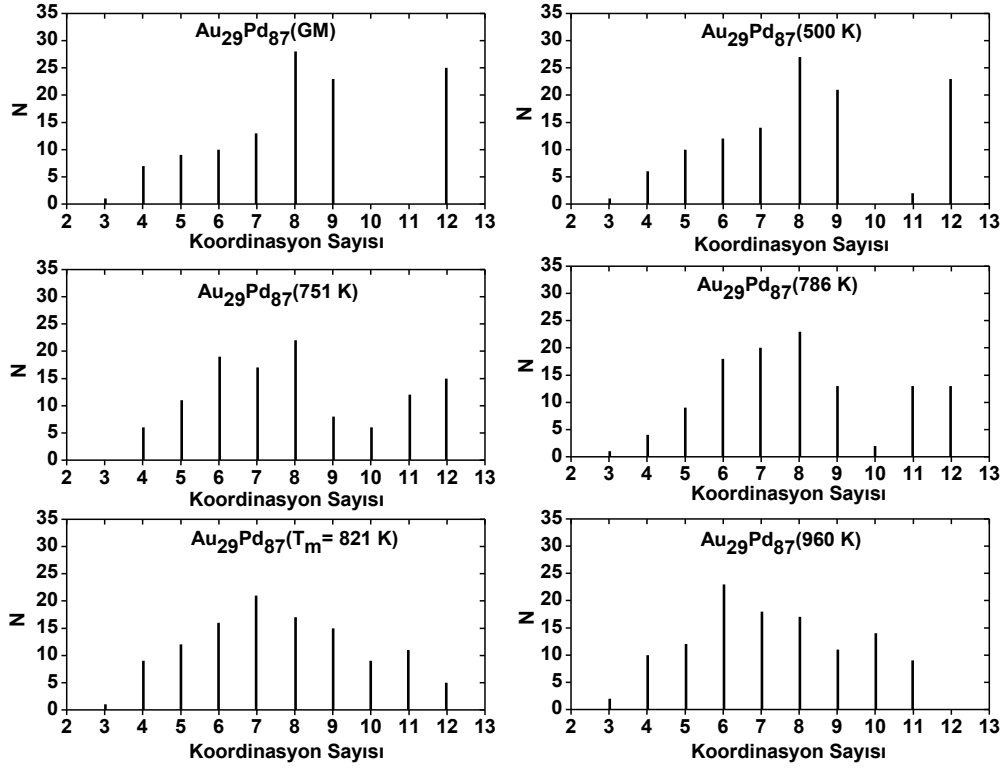 Au29Pd87(GM)
35
30
25
20
15
10
5
0
N
2 3 4 5 6 7 8 9 10 11 12 13
Koordinasyon Sayısı
Au29Pd87(500 K)
35
30
25
20
15
10
5
0
N
2 3 4 5 6 7 8 9 10 11 12 13
Koordinasyon Sayısı
Au29Pd87(751 K)
35
30
25
20
15
10
5
0
N
2 3 4 5 6 7 8 9 10 11 12 13
Koordinasyon Sayısı
Au29Pd87(786 K)
35
30
25
20
15
10
5
0
N
2 3 4 5 6 7 8 9 10 11 12 13
Koordinasyon Sayısı
Au29Pd87(Tm= 821 K)
35
30
25
20
15
10
5
0
N
2 3 4 5 6 7 8 9 10 11 12 13
Koordinasyon Sayısı
Au29Pd87(960 K)
35
30
25
20
15
10
5
0
N
2 3 4 5 6 7 8 9 10 11 12 13
Koordinasyon Sayısı